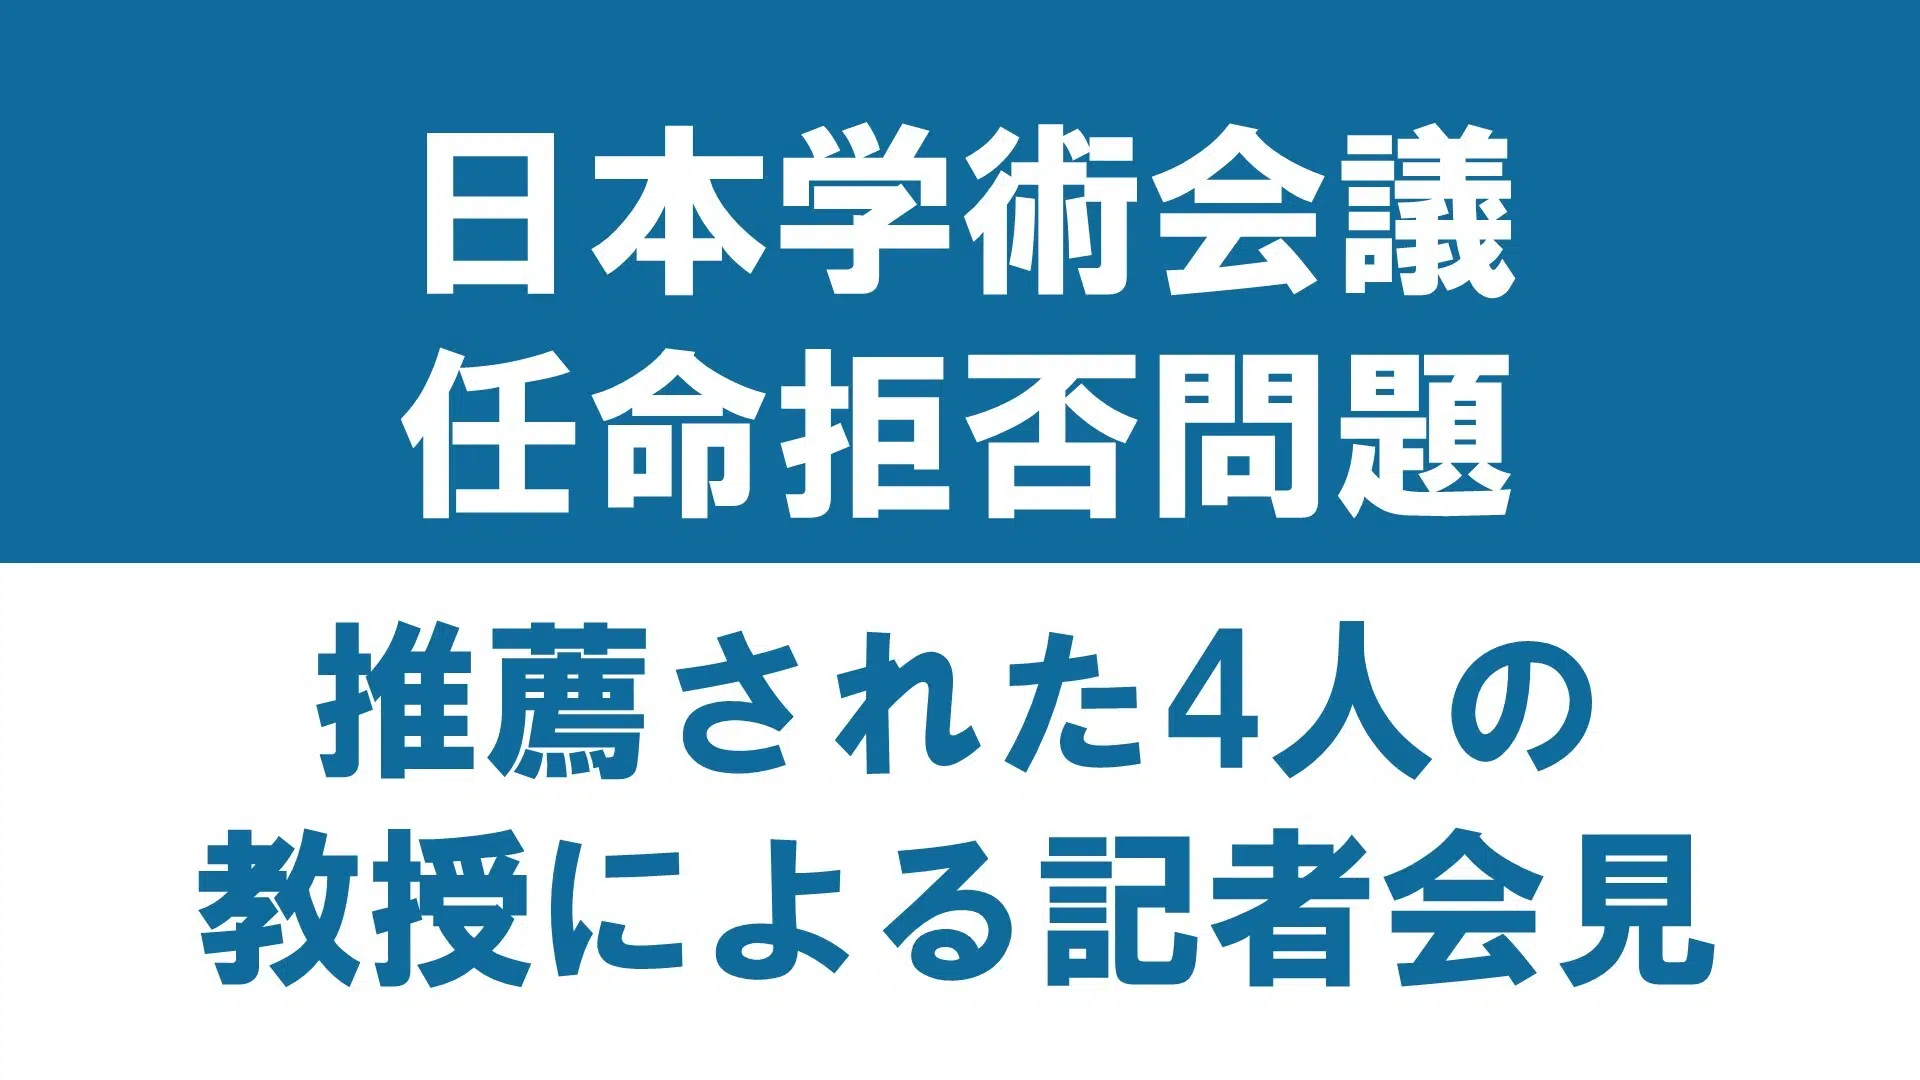 日本学術会議
任命拒否問題
推薦された4人の
教授による記者会見